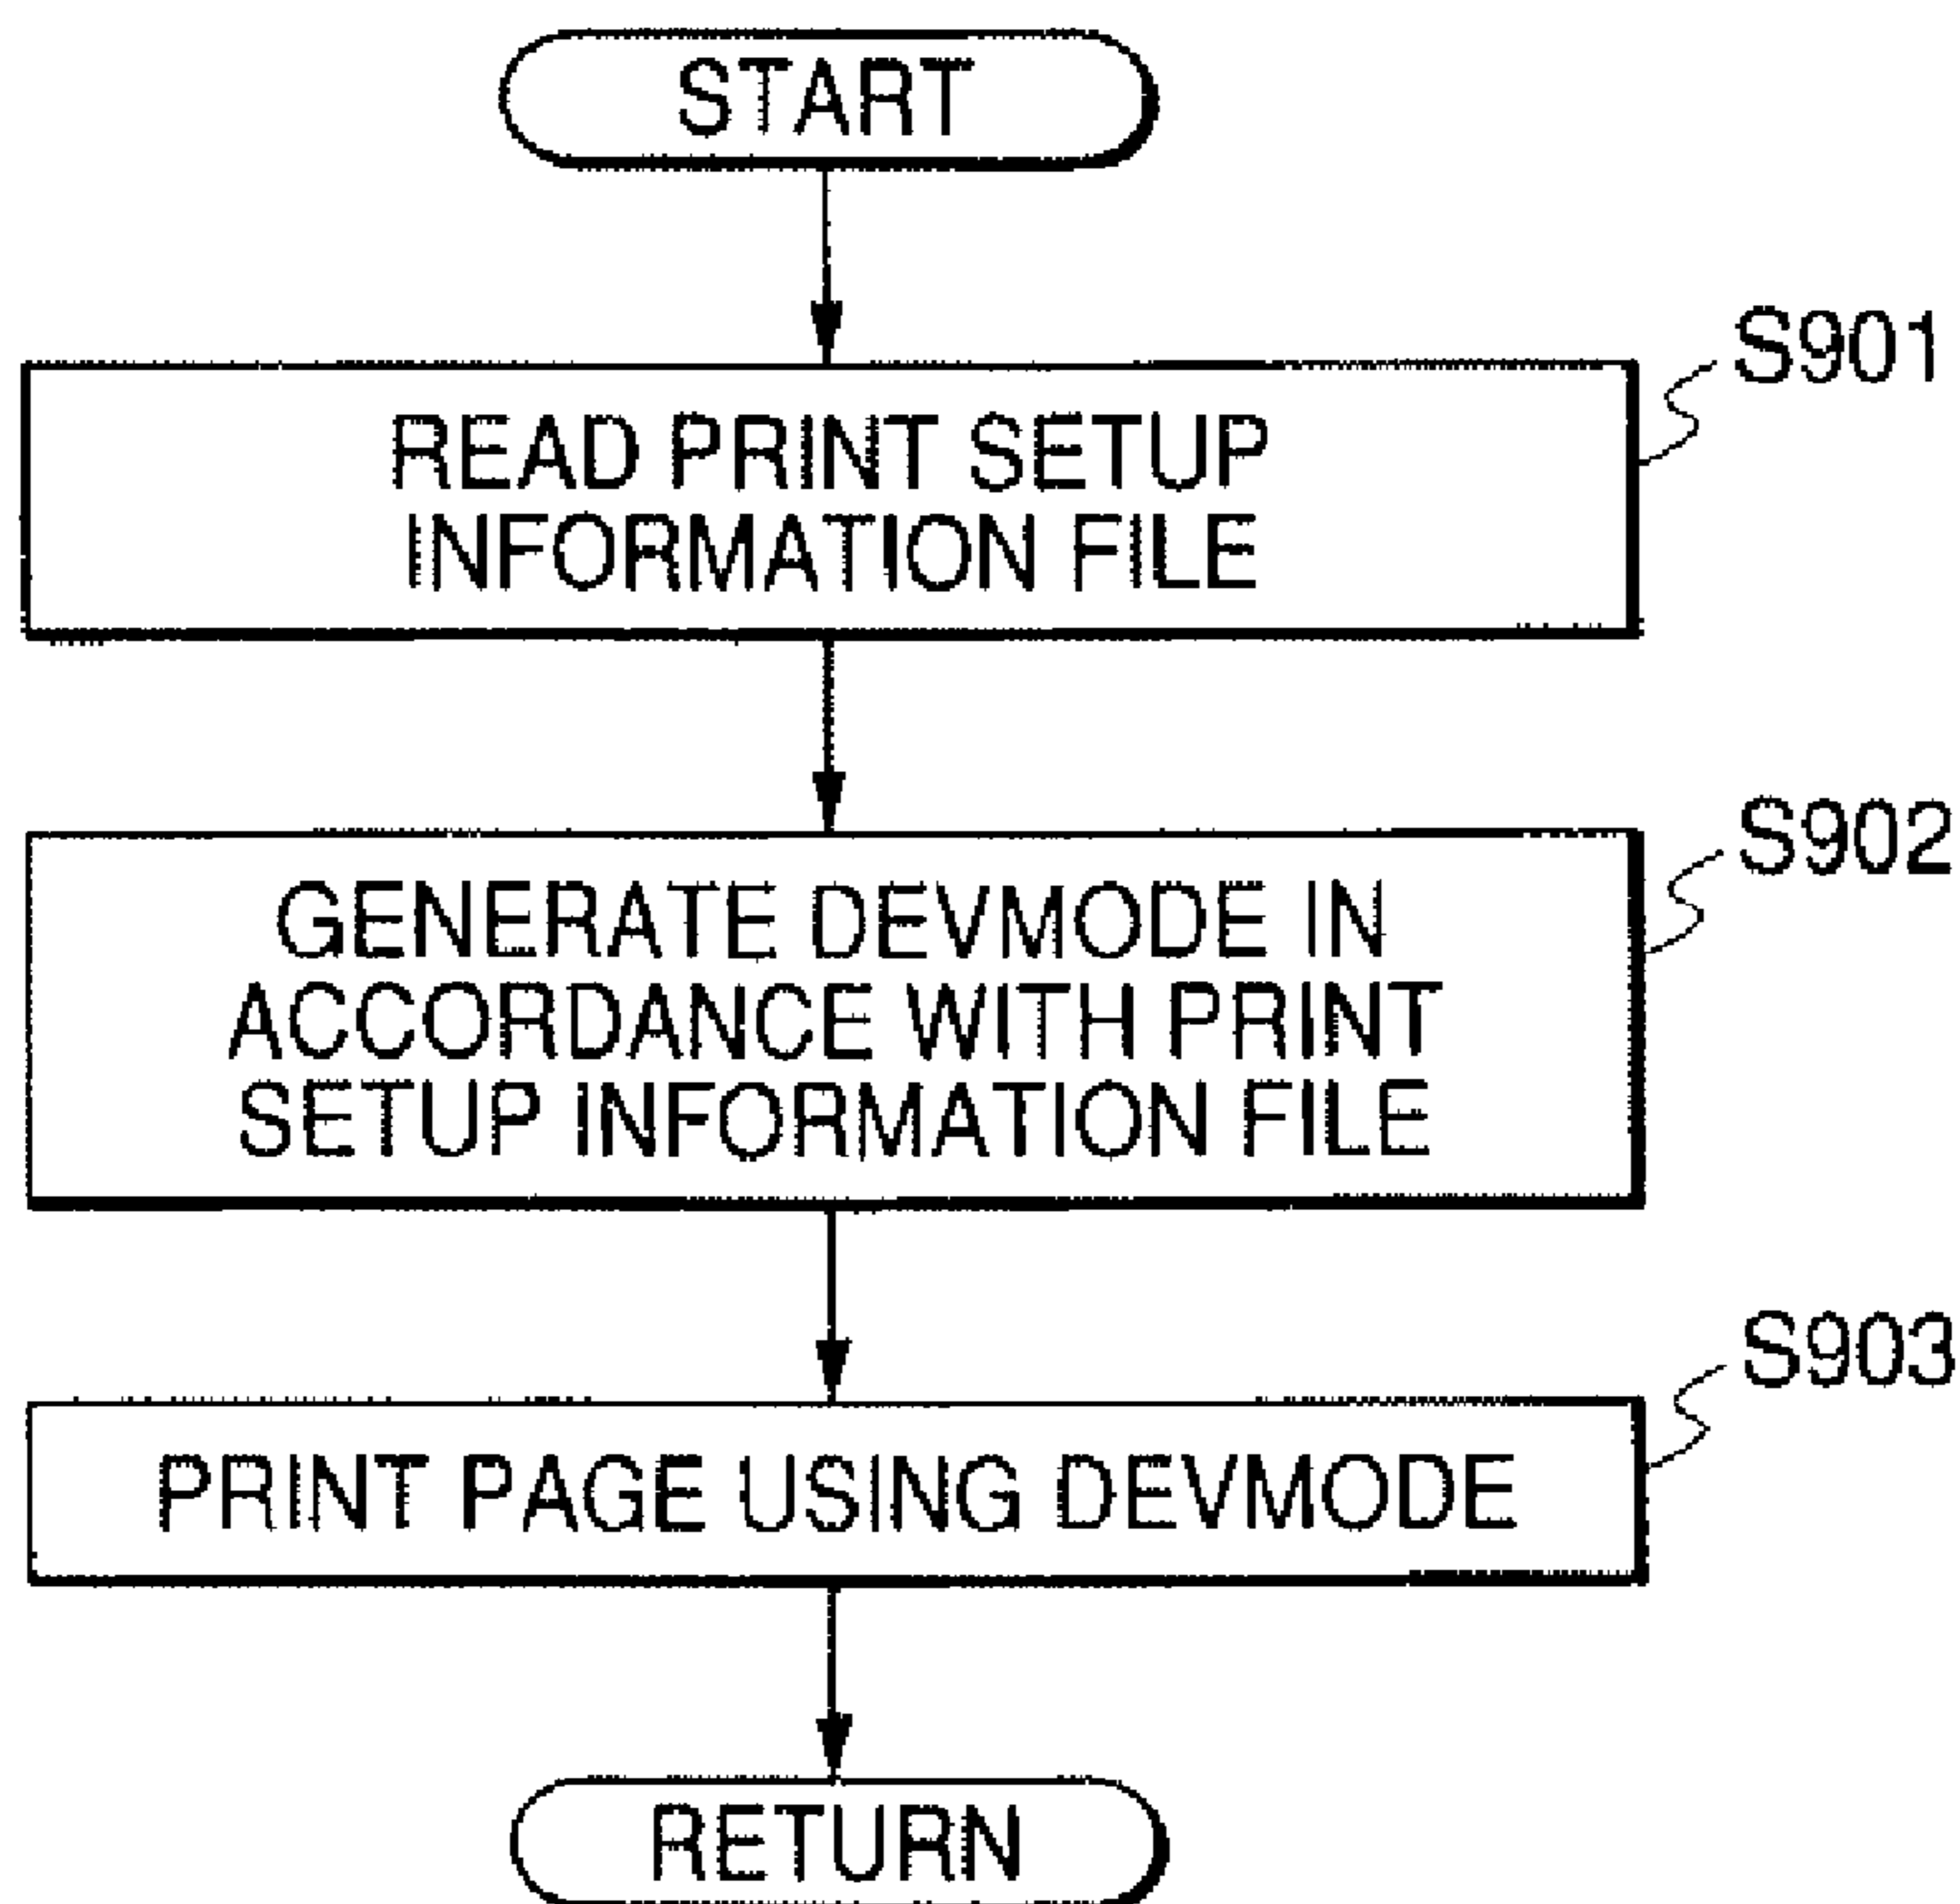 START
S901
READ PRINT SETUP
INFORMATION FILE
S902
GENERATE DEVMODE IN
ACCORDANCE WITH PRINT
SETUP INFORMATION FILE
S903
PRINT PAGE USING DEVMODE
RETURN